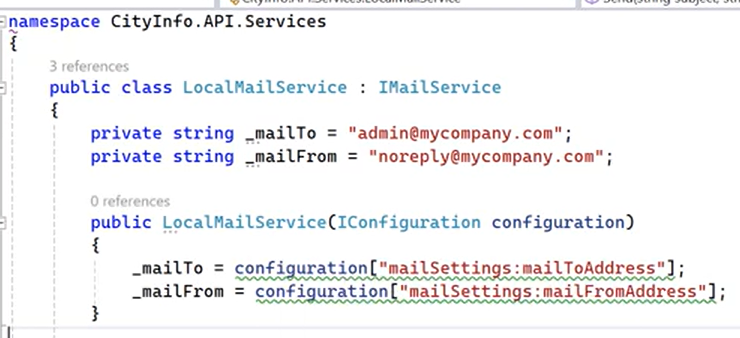 namespace CityInfo.API.Services
{
3 references
public class LocalMailService : IMailService
{
private string _mailTo = "admin@mycompany.com";
private string _mailFrom = "noreply@mycompany.com";
0 references
public LocalMailService(IConfiguration configuration)
{
_mailTo = configuration["mailSettings:mailToAddress"];
_mailFrom = configuration["mailSettings:mailFromAddress"];
}